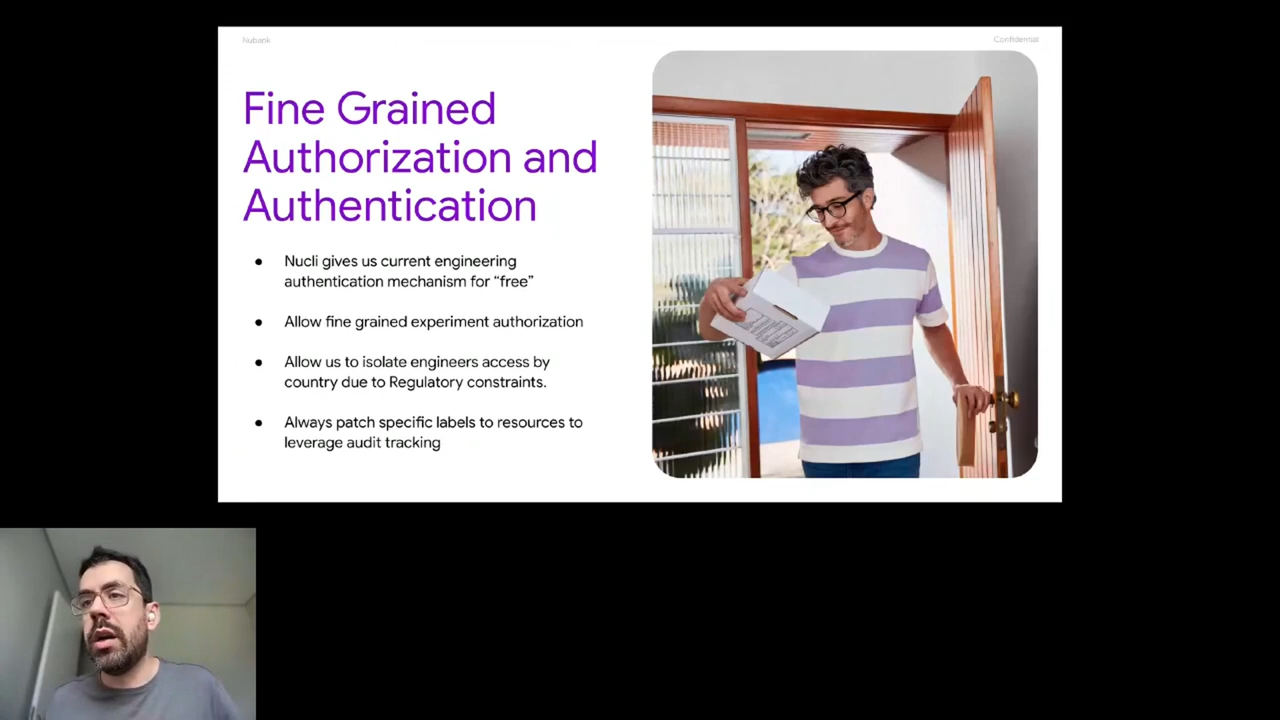 Nubank
Confidential
Fine Grained
Authorization and
Authentication
● Nucli gives us current engineering
authentication mechanism for “free”
● Allow fine grained experiment authorization
● Allow us to isolate engineers access by
country due to Regulatory constraints.
● Always patch specific labels to resources to
leverage audit tracking